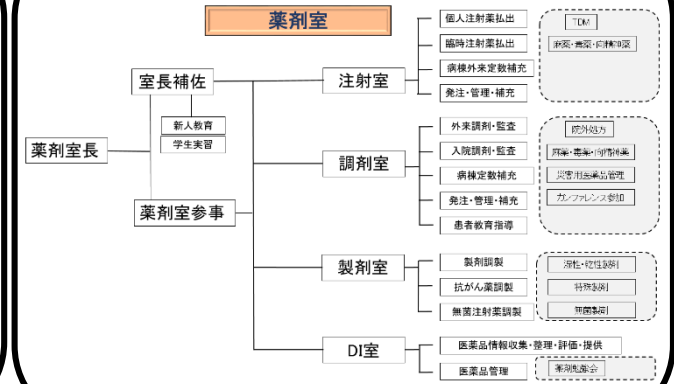 薬剤室
薬剤室長
室長補佐
新人教育
学生実習
薬剤室参事
注射室
個人注射薬払出
臨時注射薬払出
病棟外来定数補充
発注・管理・補充
TDM
麻薬・毒薬・向精神薬
調剤室
外来調剤・監査
入院調剤・監査
病棟定数補充
発注・管理・補充
患者教育指導
院外処方
麻薬・毒薬・向精神薬
災害用医薬品管理
カンファレンス参加
製剤室
製剤調製
抗がん薬調製
無菌注射薬調製
湿性・乾性製剤
特殊製剤
無菌製剤
DI室
医薬品情報収集・整理・評価・提供
医薬品管理
薬剤勉強会